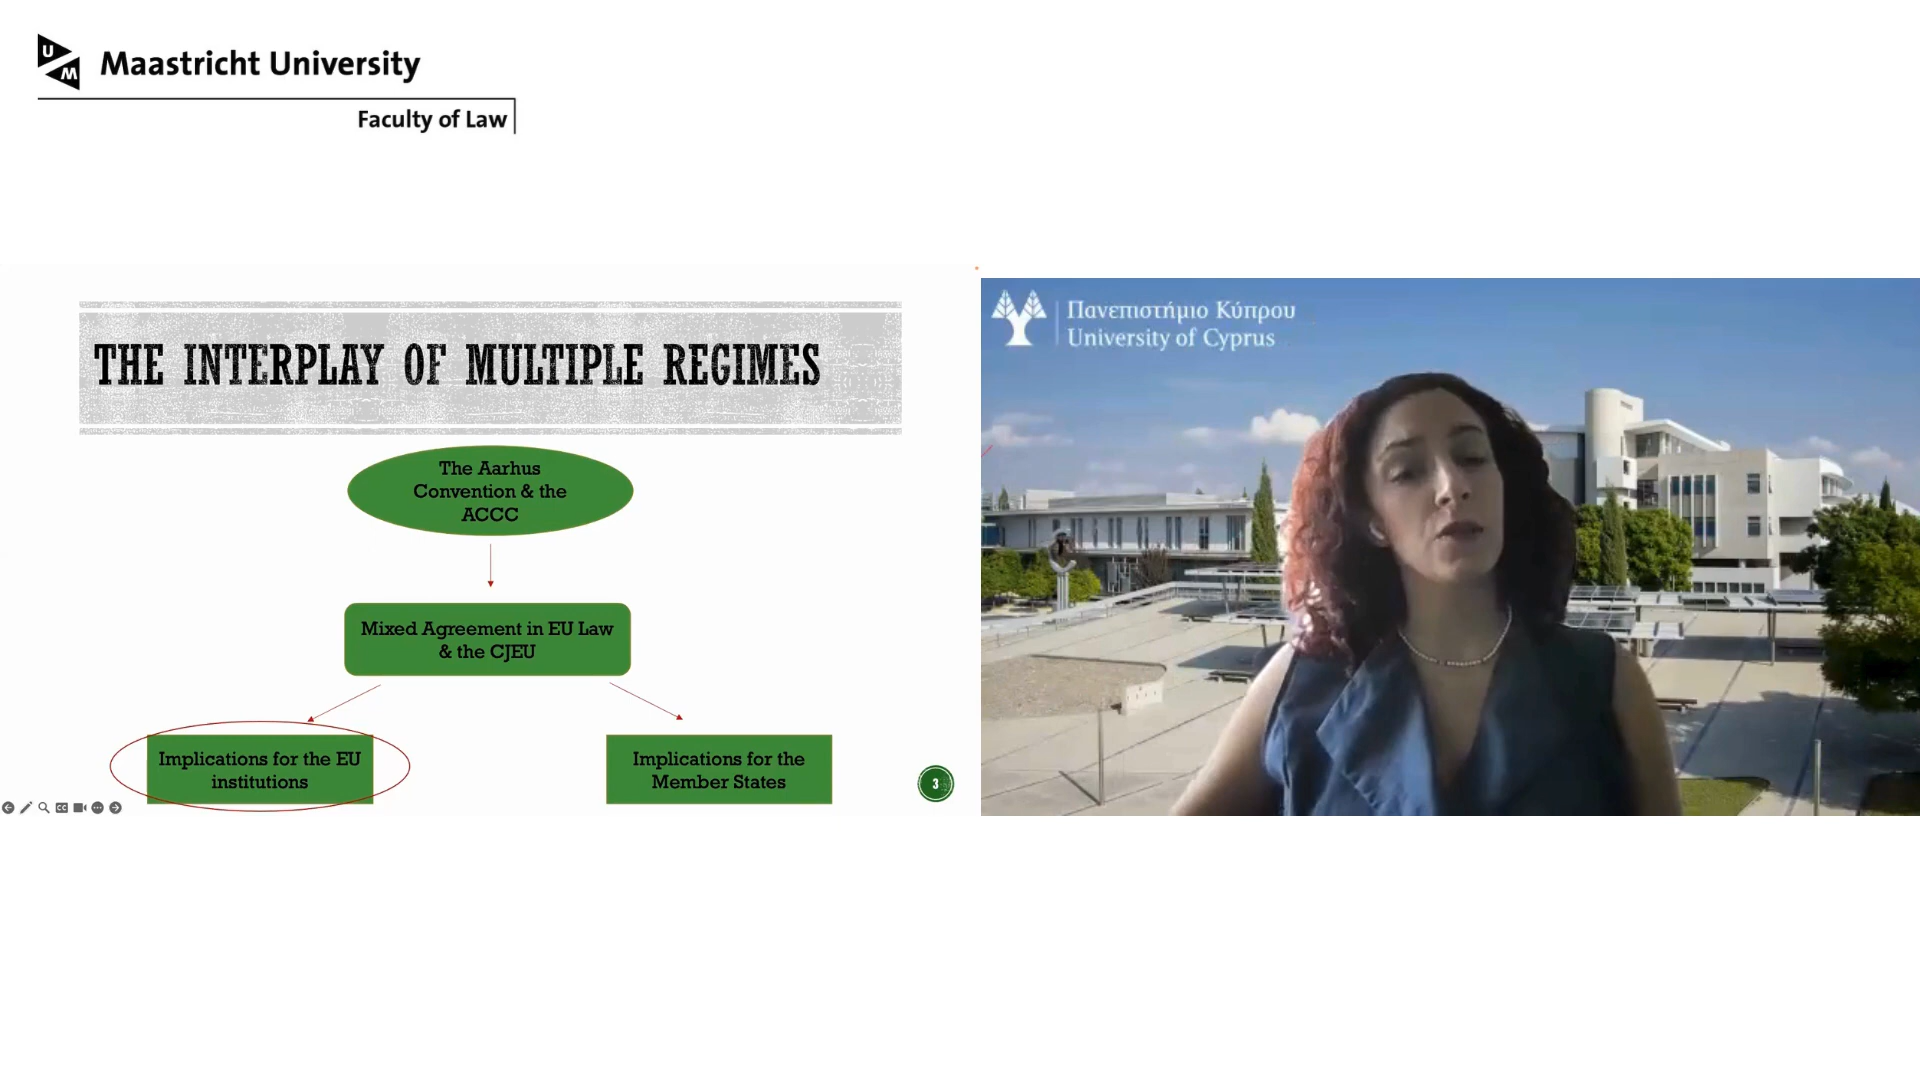 U
M
Maastricht University
Faculty of Law
THE INTERPLAY OF MULTIPLE REGIMES
The Aarhus
Convention & the
ACCC
Mixed Agreement in EU Law
& the CJEU
Implications for the EU
institutions
Implications for the
Member States
3
CC
Πανεπιστήμιο Κύπρου
University of Cyprus